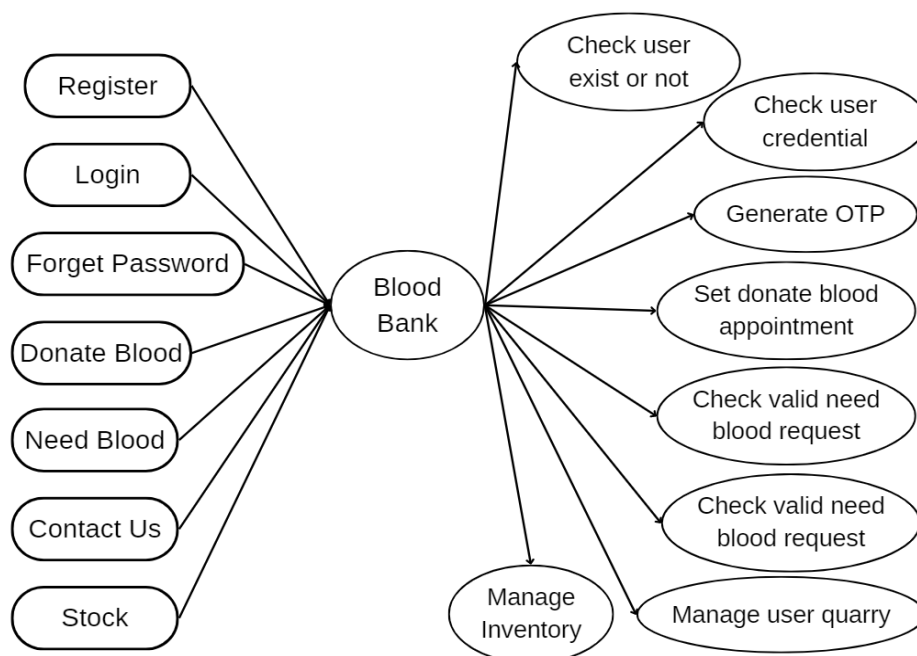 Register
Login
Forget Password
Donate Blood
Need Blood
Contact Us
Stock
Blood
Bank
Check user
exist or not
Check user
credential
Generate OTP
Set donate blood
appointment
Check valid need
blood request
Check valid need
blood request
Manage user quarry
Manage
Inventory